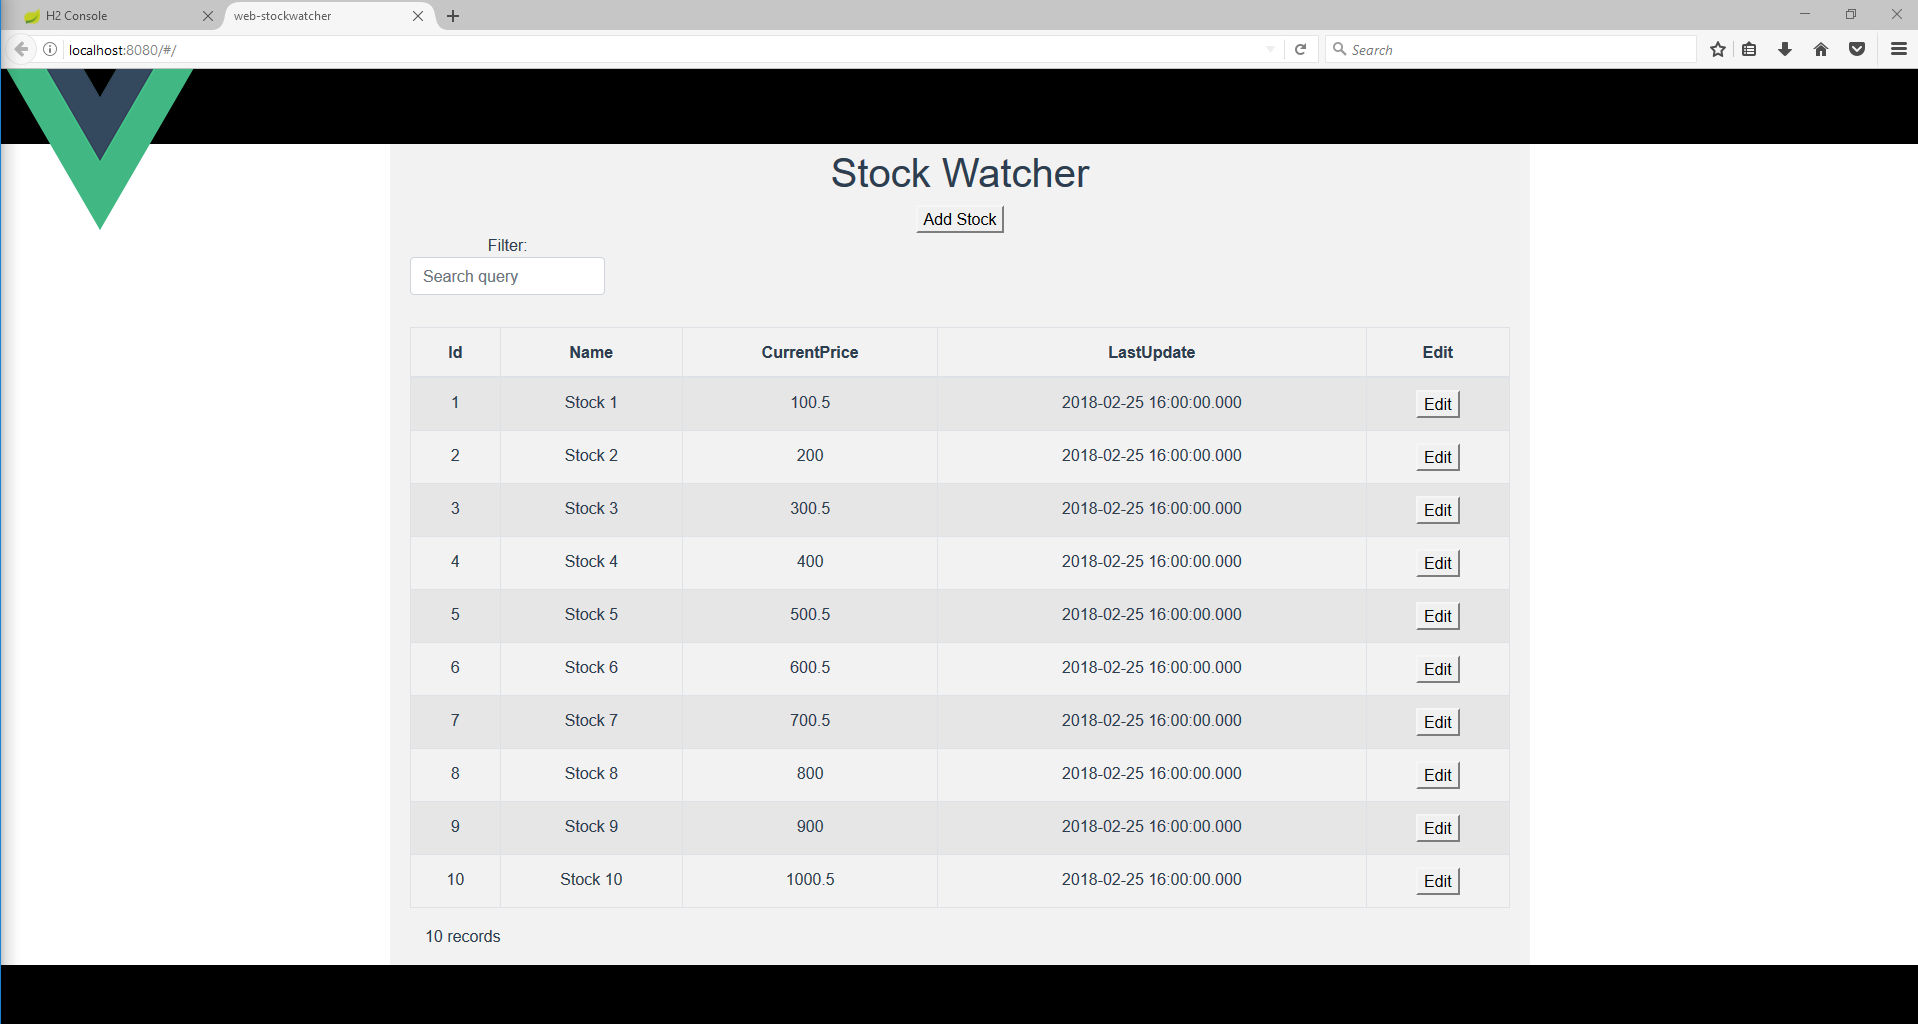 H2 Console web-stockwatcher
localhost:8080/#/ Search
Stock Watcher
Add Stock
Filter:
Search query
Id Name CurrentPrice LastUpdate Edit
1 Stock 1 100.5 2018-02-25 16:00:00.000 Edit
2 Stock 2 200 2018-02-25 16:00:00.000 Edit
3 Stock 3 300.5 2018-02-25 16:00:00.000 Edit
4 Stock 4 400 2018-02-25 16:00:00.000 Edit
5 Stock 5 500.5 2018-02-25 16:00:00.000 Edit
6 Stock 6 600.5 2018-02-25 16:00:00.000 Edit
7 Stock 7 700.5 2018-02-25 16:00:00.000 Edit
8 Stock 8 800 2018-02-25 16:00:00.000 Edit
9 Stock 9 900 2018-02-25 16:00:00.000 Edit
10 Stock 10 1000.5 2018-02-25 16:00:00.000 Edit
10 records